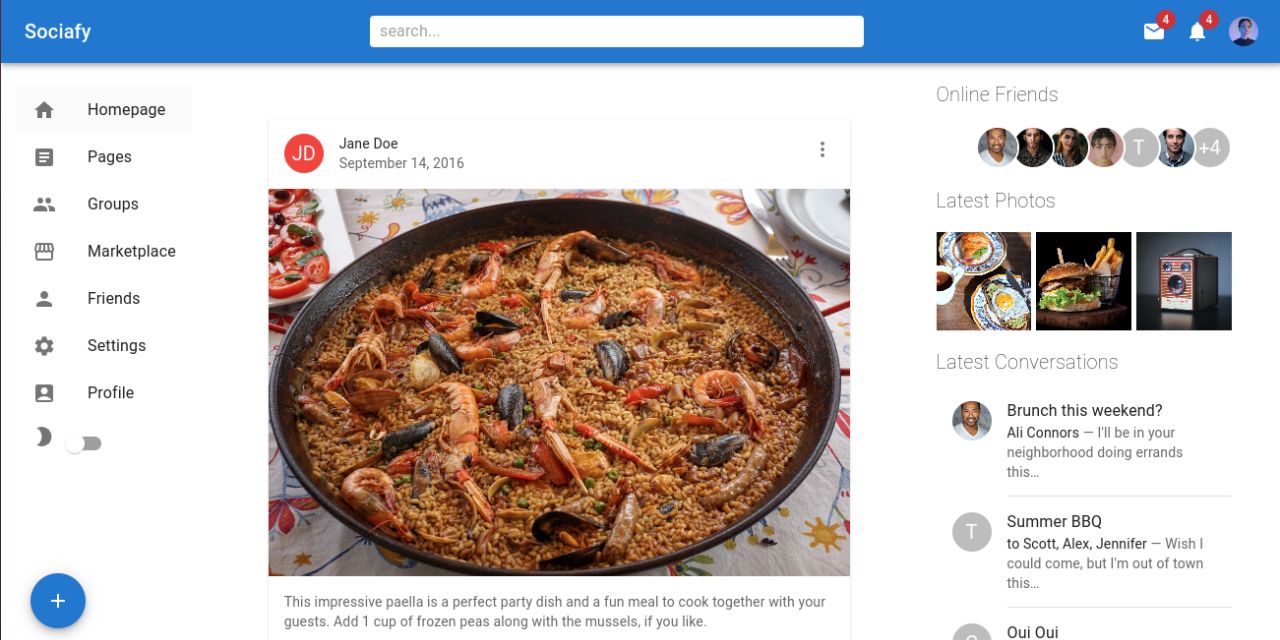 Sociafy
search...
4
4
Homepage
Pages
Groups
Marketplace
Friends
Settings
Profile
JD
Jane Doe
September 14, 2016
This impressive paella is a perfect party dish and a fun meal to cook together with your
guests. Add 1 cup of frozen peas along with the mussels, if you like.
Online Friends
T
+4
Latest Photos
Latest Conversations
Brunch this weekend?
Ali Connors — I'll be in your
neighborhood doing errands
this…
T
Summer BBQ
to Scott, Alex, Jennifer — Wish I
could come, but I'm out of town
this…
Oui Oui